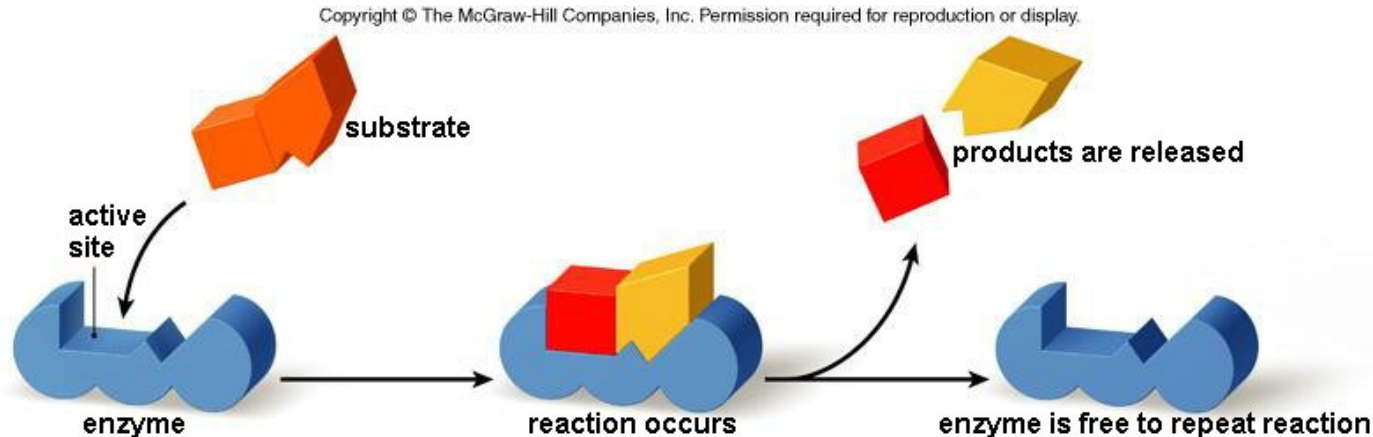 Copyright © The McGraw-Hill Companies, Inc. Permission required for reproduction or display.
substrate
products are released
active
site
enzyme
reaction occurs
enzyme is free to repeat reaction